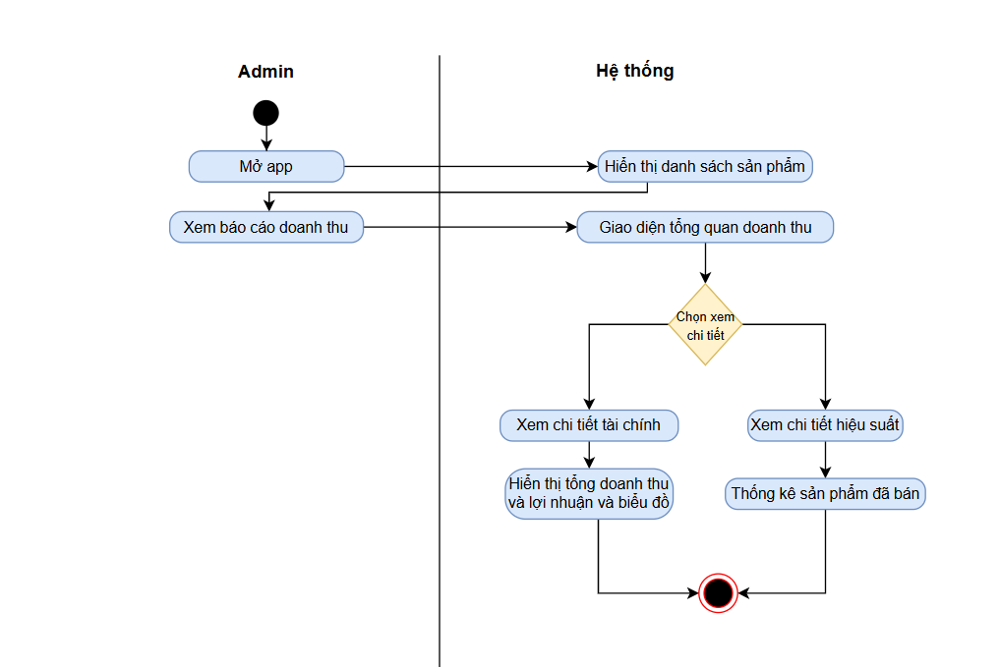 Admin
Hệ thống
Mở app
Hiển thị danh sách sản phẩm
Xem báo cáo doanh thu
Giao diện tổng quan doanh thu
Chọn xem
chi tiết
Xem chi tiết tài chính
Xem chi tiết hiệu suất
Hiển thị tổng doanh thu
và lợi nhuận và biểu đồ
Thống kê sản phẩm đã bán